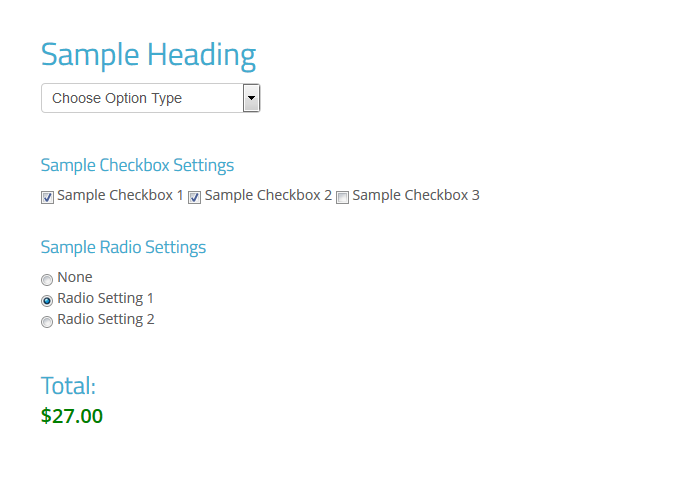 Sample Heading
Choose Option Type
Sample Checkbox Settings
Sample Checkbox 1 Sample Checkbox 2 Sample Checkbox 3
Sample Radio Settings
None
Radio Setting 1
Radio Setting 2
Total:
$27.00